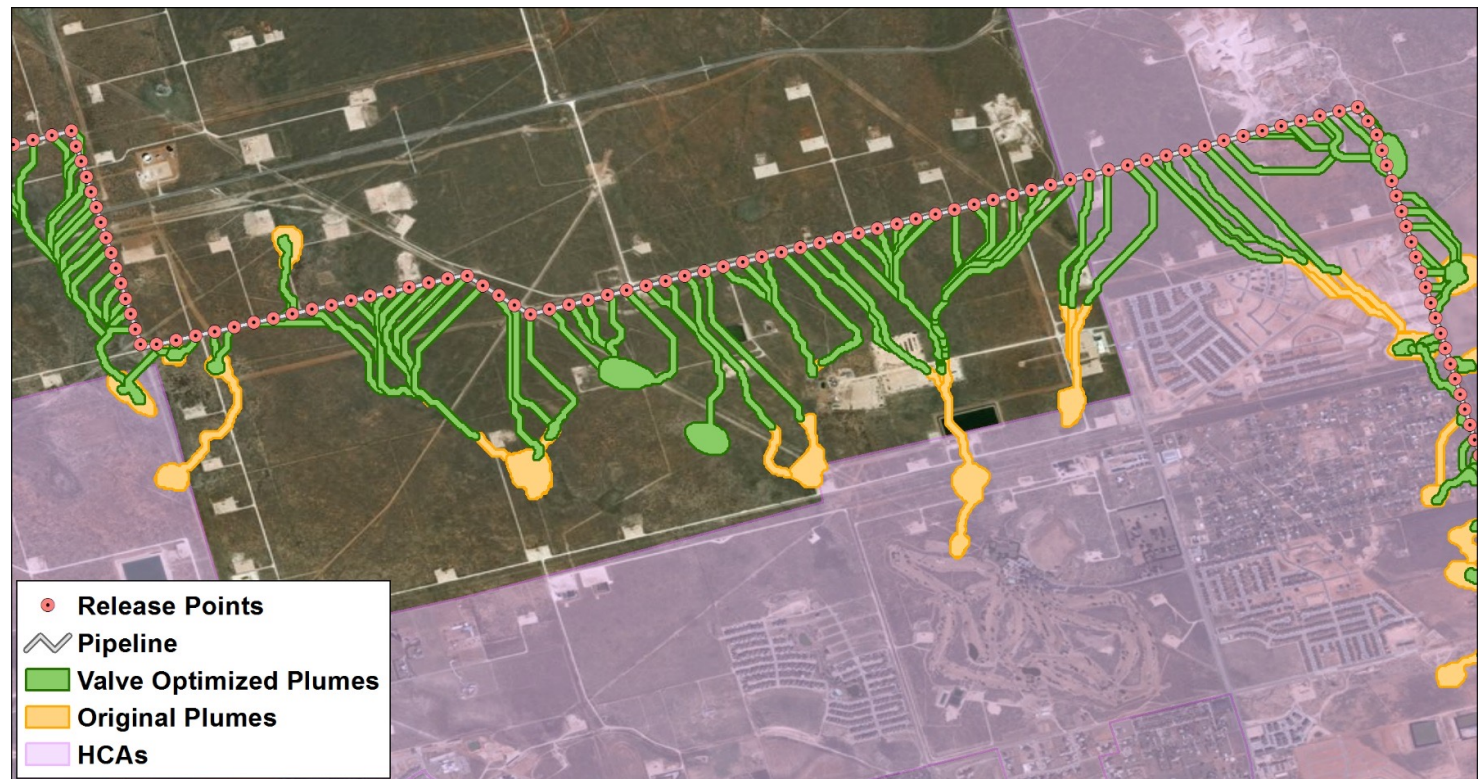 Release Points
Pipeline
Valve Optimized Plumes
Original Plumes
HCAs